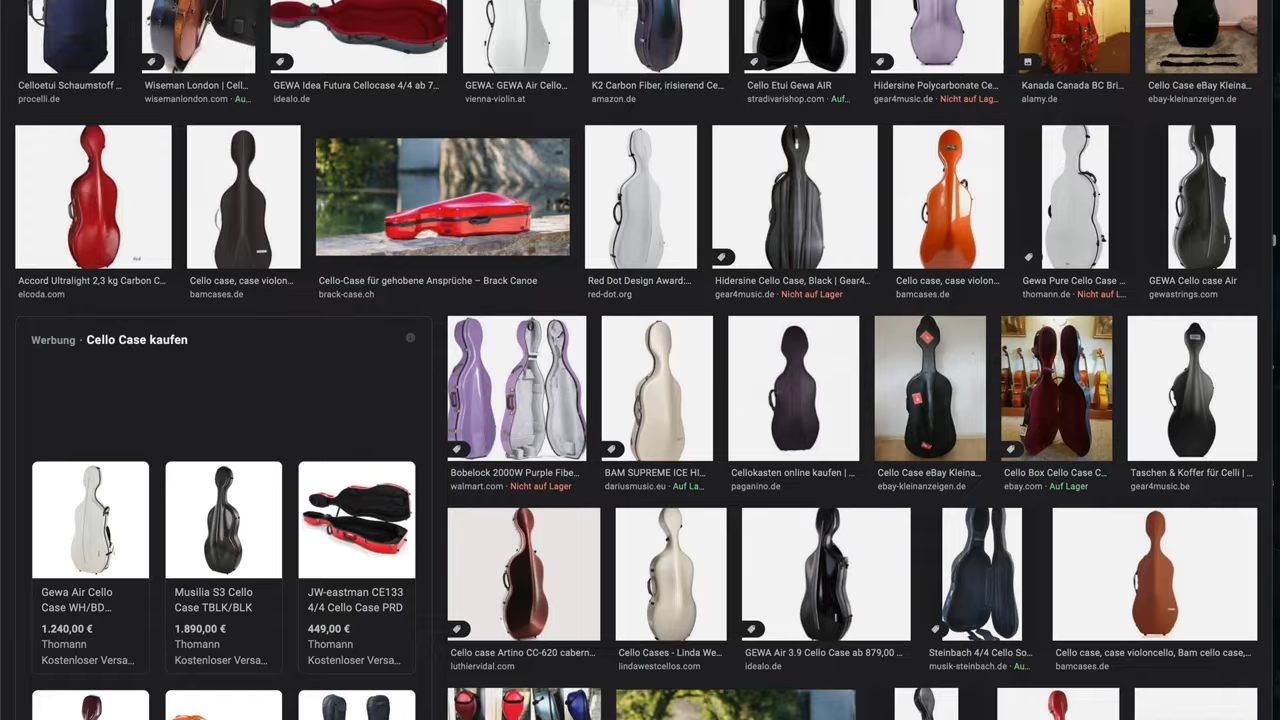 Celloetui Schaumstoff ...
procelli.de
Wiseman London | Cell...
wisemanlondon.com · Au...
GEWA Idea Futura Cellocase 4/4 ab 7...
idealo.de
GEWA: GEWA Air Cello...
vienna-violin.at
K2 Carbon Fiber, irisierend Ce...
amazon.de
Cello Etui Gewa AIR
stradivarishop.com · Auf...
Hidersine Polycarbonate Ce...
gear4music.de · Nicht auf Lag...
Kanada Canada BC Bri...
alamy.de
Cello Case eBay Kleina...
ebay-kleinanzeigen.de
Accord Ultralight 2,3 kg Carbon C...
elcoda.com
Cello case, case violon...
bamcases.de
Cello-Case für gehobene Ansprüche – Brack Canoe
brack-case.ch
Red Dot Design Award:...
red-dot.org
Hidersine Cello Case, Black | Gear4...
gear4music.de · Nicht auf Lager
Cello case, case violon...
bamcases.de
Gewa Pure Cello Case ...
thomann.de · Nicht auf L...
GEWA Cello case Air
gewastrings.com
Werbung · Cello Case kaufen
Bobelock 2000W Purple Fibe...
walmart.com · Nicht auf Lager
BAM SUPREME ICE HI...
dariusmusic.eu · Auf La...
Cellokasten online kaufen | ...
paganino.de
Cello Case eBay Kleina...
ebay-kleinanzeigen.de
Cello Box Cello Case C...
ebay.com · Auf Lager
Taschen & Koffer für Celli | ...
gear4music.be
Gewa Air Cello
Case WH/BD...
1.240,00 €
Thomann
Kostenloser Versa...
Musilia S3 Cello
Case TBLK/BLK
1.890,00 €
Thomann
Kostenloser Versa...
JW-eastman CE133
4/4 Cello Case PRD
449,00 €
Thomann
Kostenloser Versa...
Cello case Artino CC-620 cabern...
luthiervidal.com
Cello Cases - Linda We...
lindawestcellos.com
GEWA Air 3.9 Cello Case ab 879,00 ...
idealo.de
Steinbach 4/4 Cello So...
musik-steinbach.de · Au...
Cello case, case violoncello, Bam cello case,...
bamcases.de